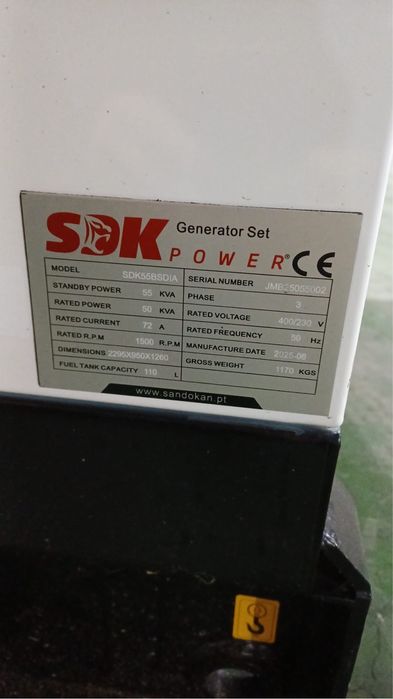 SDK POWER® Generator Set CE
MODEL SDK55BSDIA SERIAL NUMBER JMB25055002
STANDBY POWER 55 KVA PHASE 3
RATED POWER 50 KVA RATED VOLTAGE 400/230 V
RATED CURRENT 72 A RATED FREQUENCY 50 Hz
RATED R.P.M 1500 R.P.M MANUFACTURE DATE 2025-06
DIMENSIONS 2295X950X1260 GROSS WEIGHT 1170 KGS
FUEL TANK CAPACITY 110 L
www.sandokan.pt